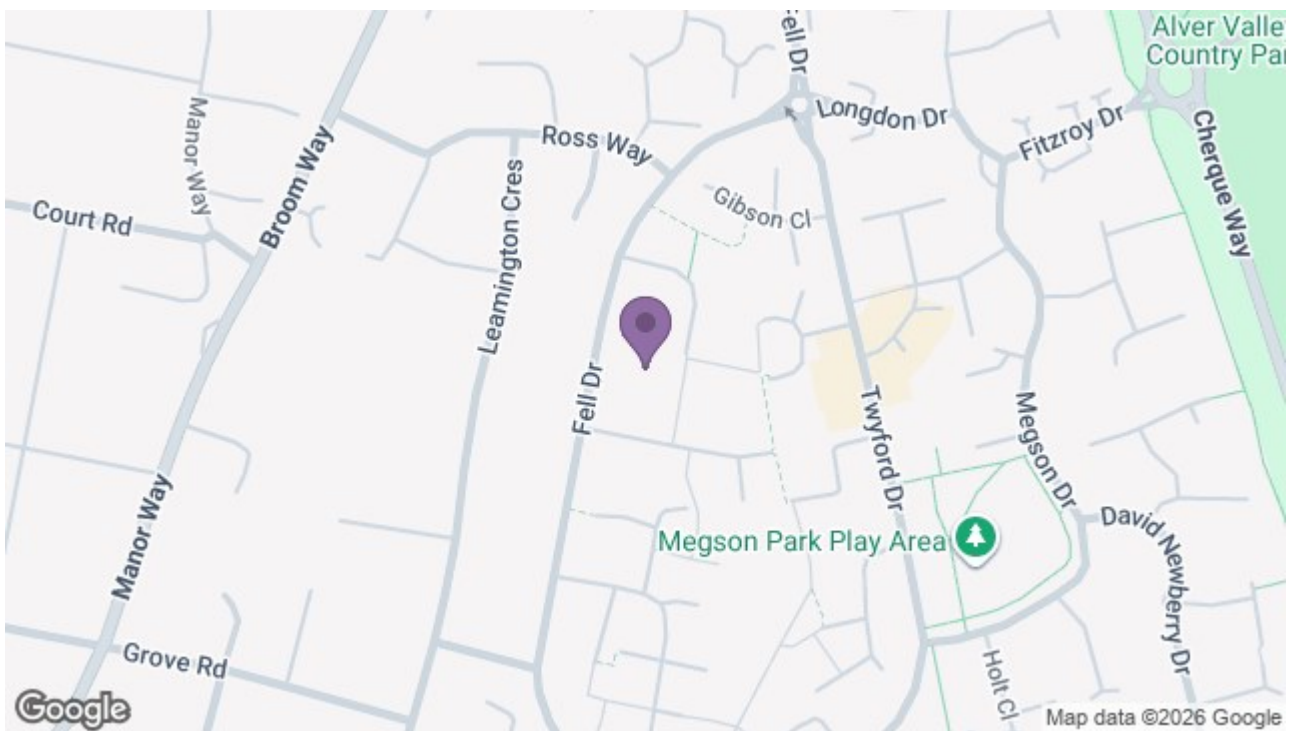 Fell Dr
Alver Valle
Country Pa
Longdon Dr
Fitzroy Dr
Cherque Way
Manor Way
Broom Way
Ross Way
Leamington Cres
Gibson Cl
Court Rd
Fell Dr
Twyford Dr
Megson Dr
Manor Way
Megson Park Play Area
David Newberry Dr
Grove Rd
Holt Cl
Google
Map data ©2026 Google